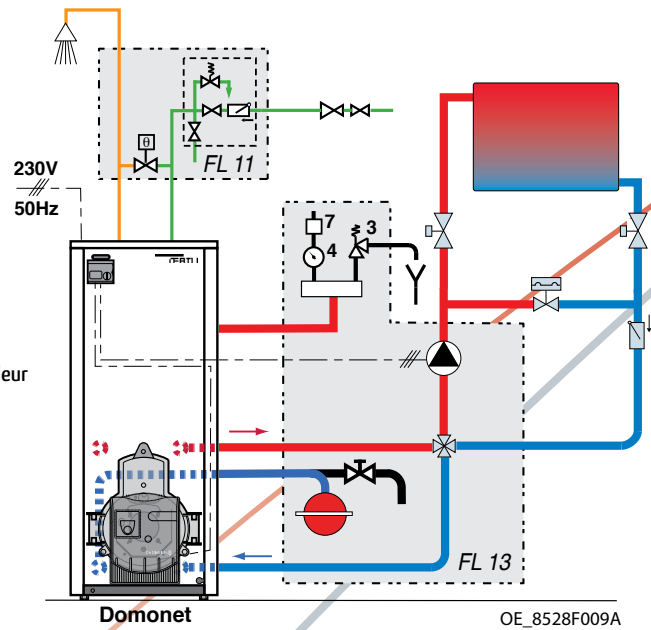 θ
FL 11
230V
50Hz
7
3
4
eur
FL 13
Domonet
OE_8528F009A